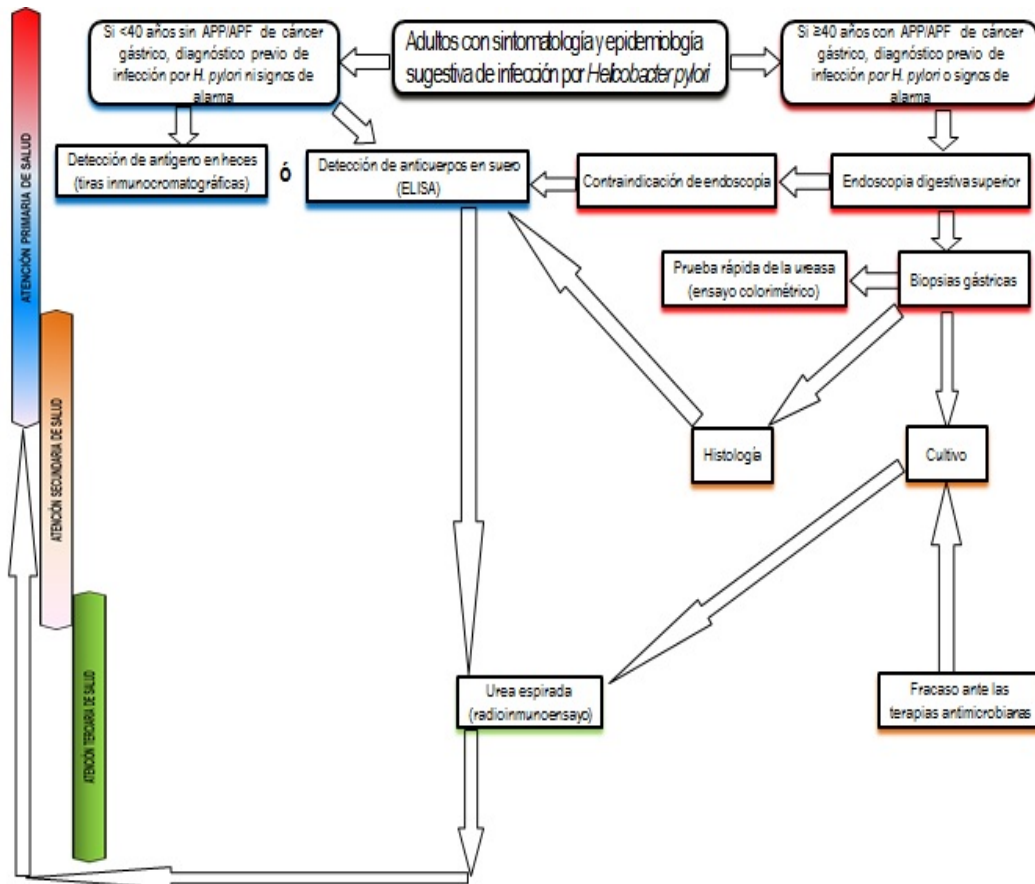 Si <40 años sin APP/APF de cáncer
gástrico, diagnóstico previo de
infección por H. pylori ni signos de
alarma
Adultos con sintomatología y epidemiología
sugestiva de infección por Helicobacter pylori
Si ≥40 años con APP/APF de cáncer
gástrico, diagnóstico previo de
infección por H. pylori o signos de
alarma
Detección de antígeno en heces
(tiras inmunocromatográficas)
ó
Detección de anticuerpos en suero
(ELISA)
Contraindicación de endoscopía
Endoscopia digestiva superior
Prueba rápida de la ureasa
(ensayo colorimétrico)
Biopsias gástricas
Histología
Cultivo
Urea espirada
(radioinmunoensayo)
Fracaso ante las
terapias antimicrobianas
ATENCIÓN PRIMARIA DE SALUD
ATENCIÓN SECUNDARIA DE SALUD
ATENCIÓN TERCIARIA DE SALUD